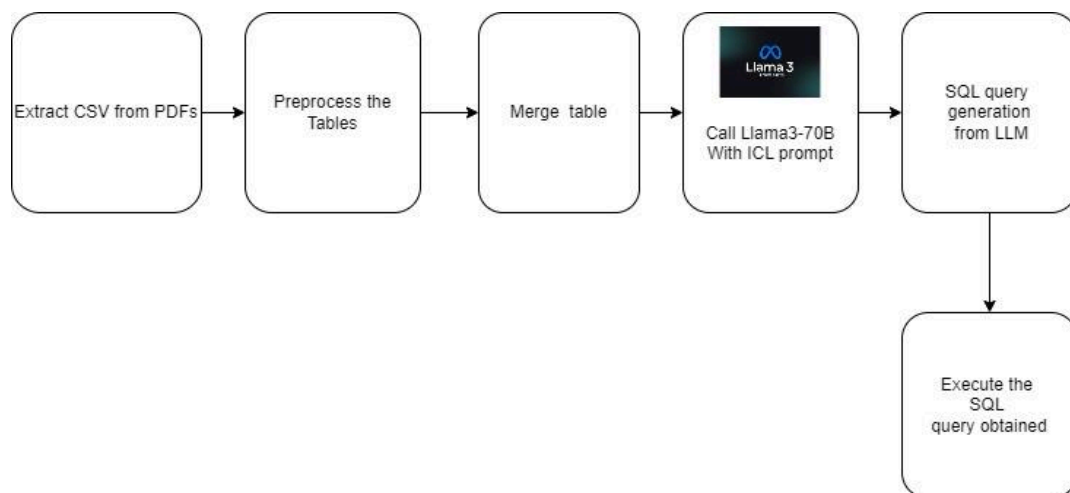 Extract CSV from PDFs
Preprocess the
Tables
Merge table
Llama 3
Call Llama3-70B
With ICL prompt
SQL query
generation
from LLM
Execute the
SQL
query obtained